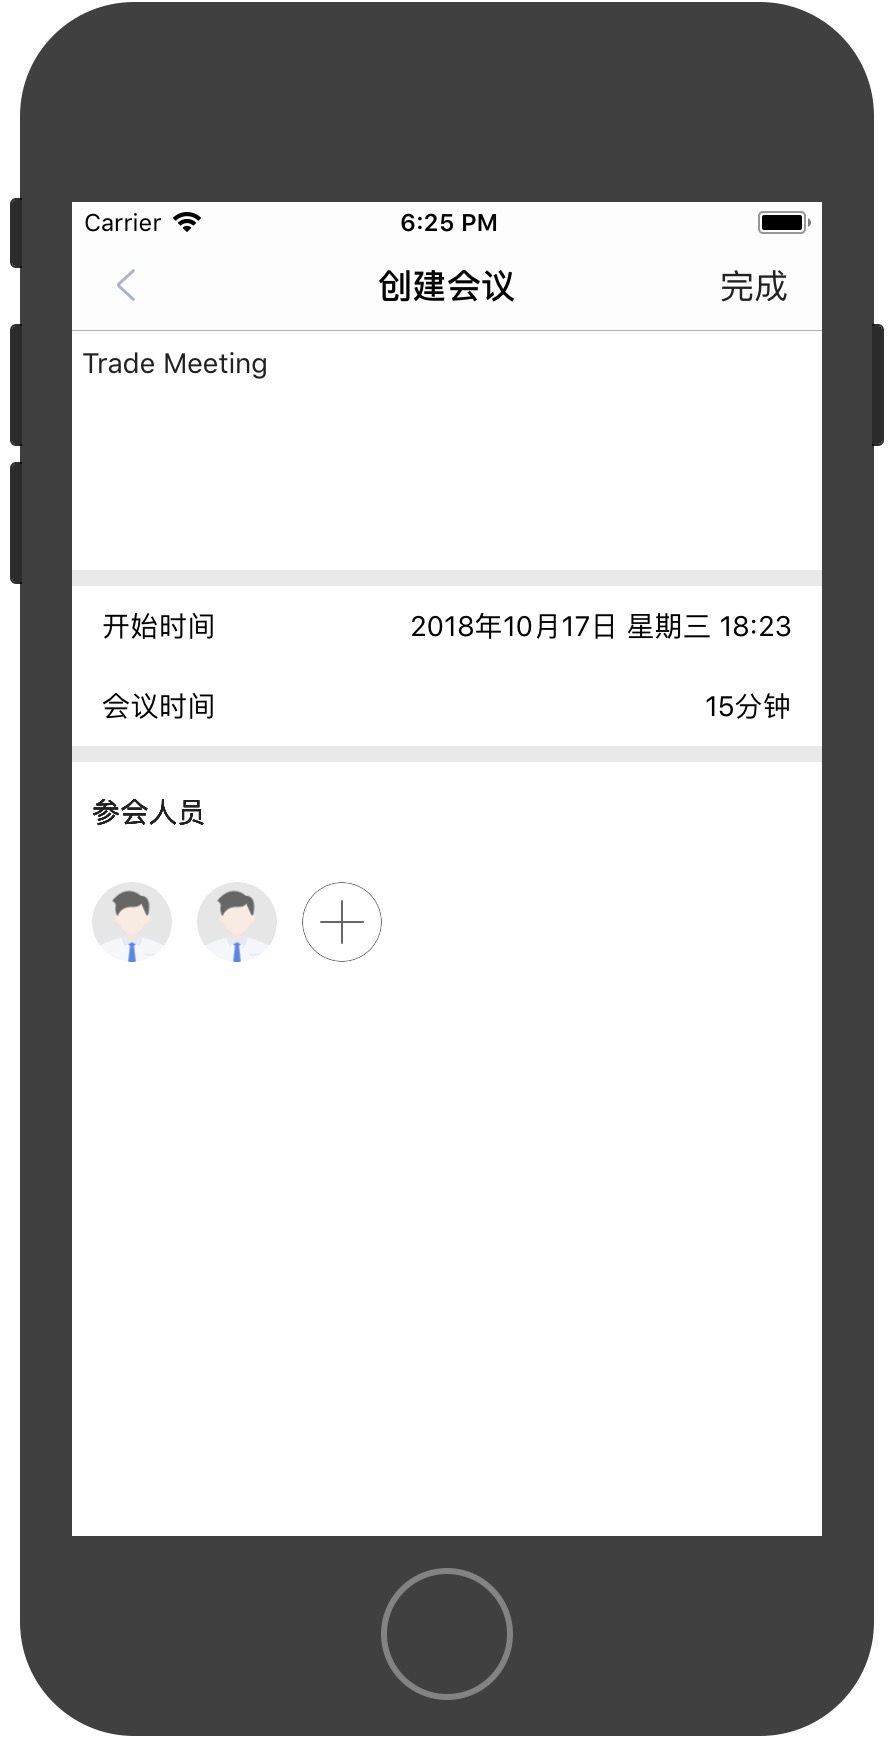 Carrier 6:25 PM
创建会议 完成
Trade Meeting
开始时间 2018年10月17日 星期三 18:23
会议时间 15分钟
参会人员